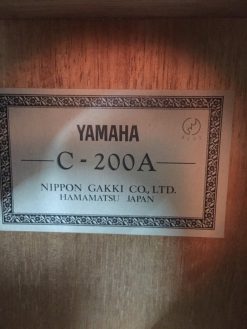 YAMAHA
C-200A
NIPPON GAKKI CO., LTD.
HAMAMATSU JAPAN